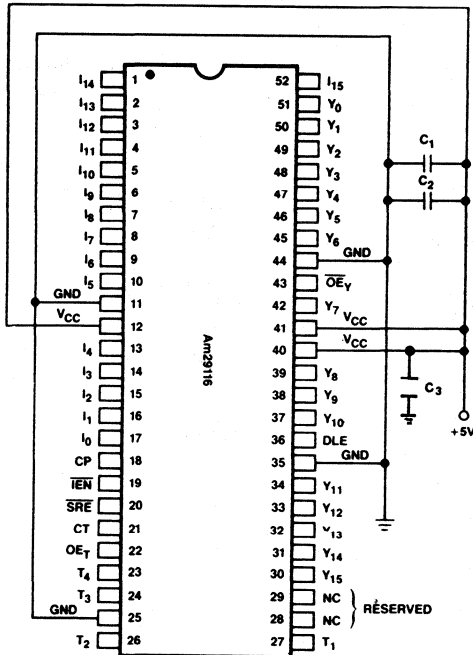 I14 1 52 I15
I13 2 51 Y0
I12 3 50 Y1
I11 4 49 Y2
C1
I10 5 48 Y3
I9 6 47 Y4
C2
I8 7 46 Y5
I7 8 45 Y6
I6 9 44 GND
I5 10 43 OEY
GND 11 42 Y7
VCC 12 41 VCC
I4 13 40 VCC
I3 14 39 Y8
I2 15 38 Y9
C3
I1 16 37 Y10
+5V
I0 17 36 DLE
CP 18 35 GND
IEN 19 34 Y11
SRE 20 33 Y12
CT 21 32 Y13
OET 22 31 Y14
T4 23 30 Y15
T3 24 29 NC
RESERVED
GND 25 28 NC
T2 26 27 T1
Am29116